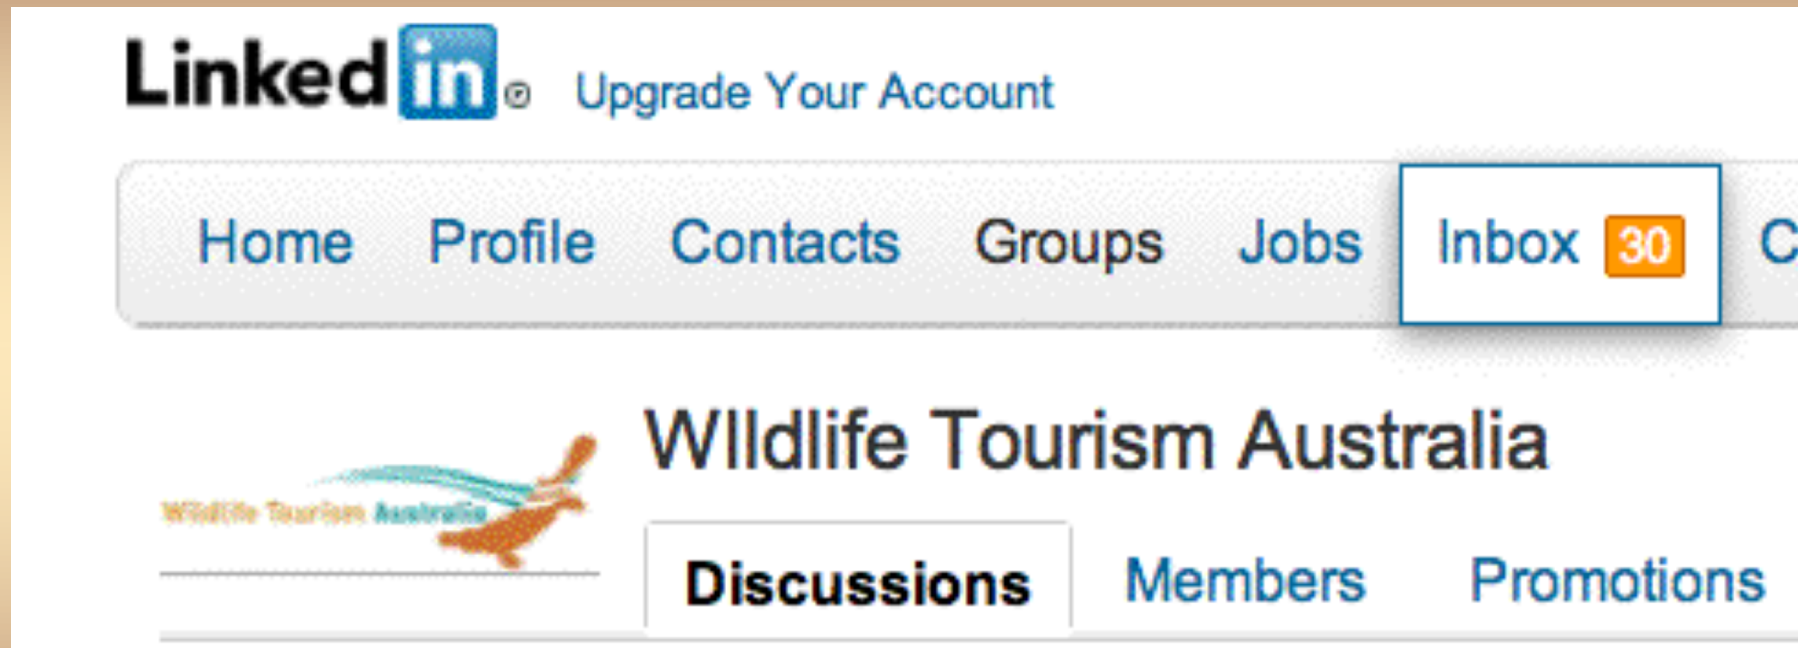 Linked in ® Upgrade Your Account
Home Profile Contacts Groups Jobs Inbox 30 C
WIldlife Tourism Australia
Wildlife Tourism Australia
Discussions Members Promotions